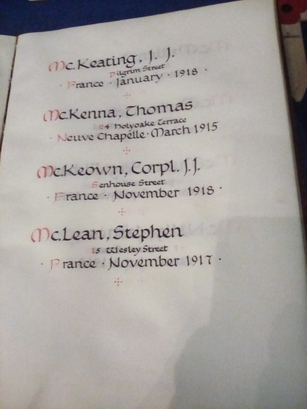 McKeating, J. J.
Pilgrim Street
France · January · 1918 ·
McKenna, Thomas
24 Holyoake Terrace
· Neuve Chapelle · March 1915
McKeown, Corpl. J.J.
Senhouse Street
· France · November 1918 ·
McLean, Stephen
15 Wesley Street
· France · November 1917 ·